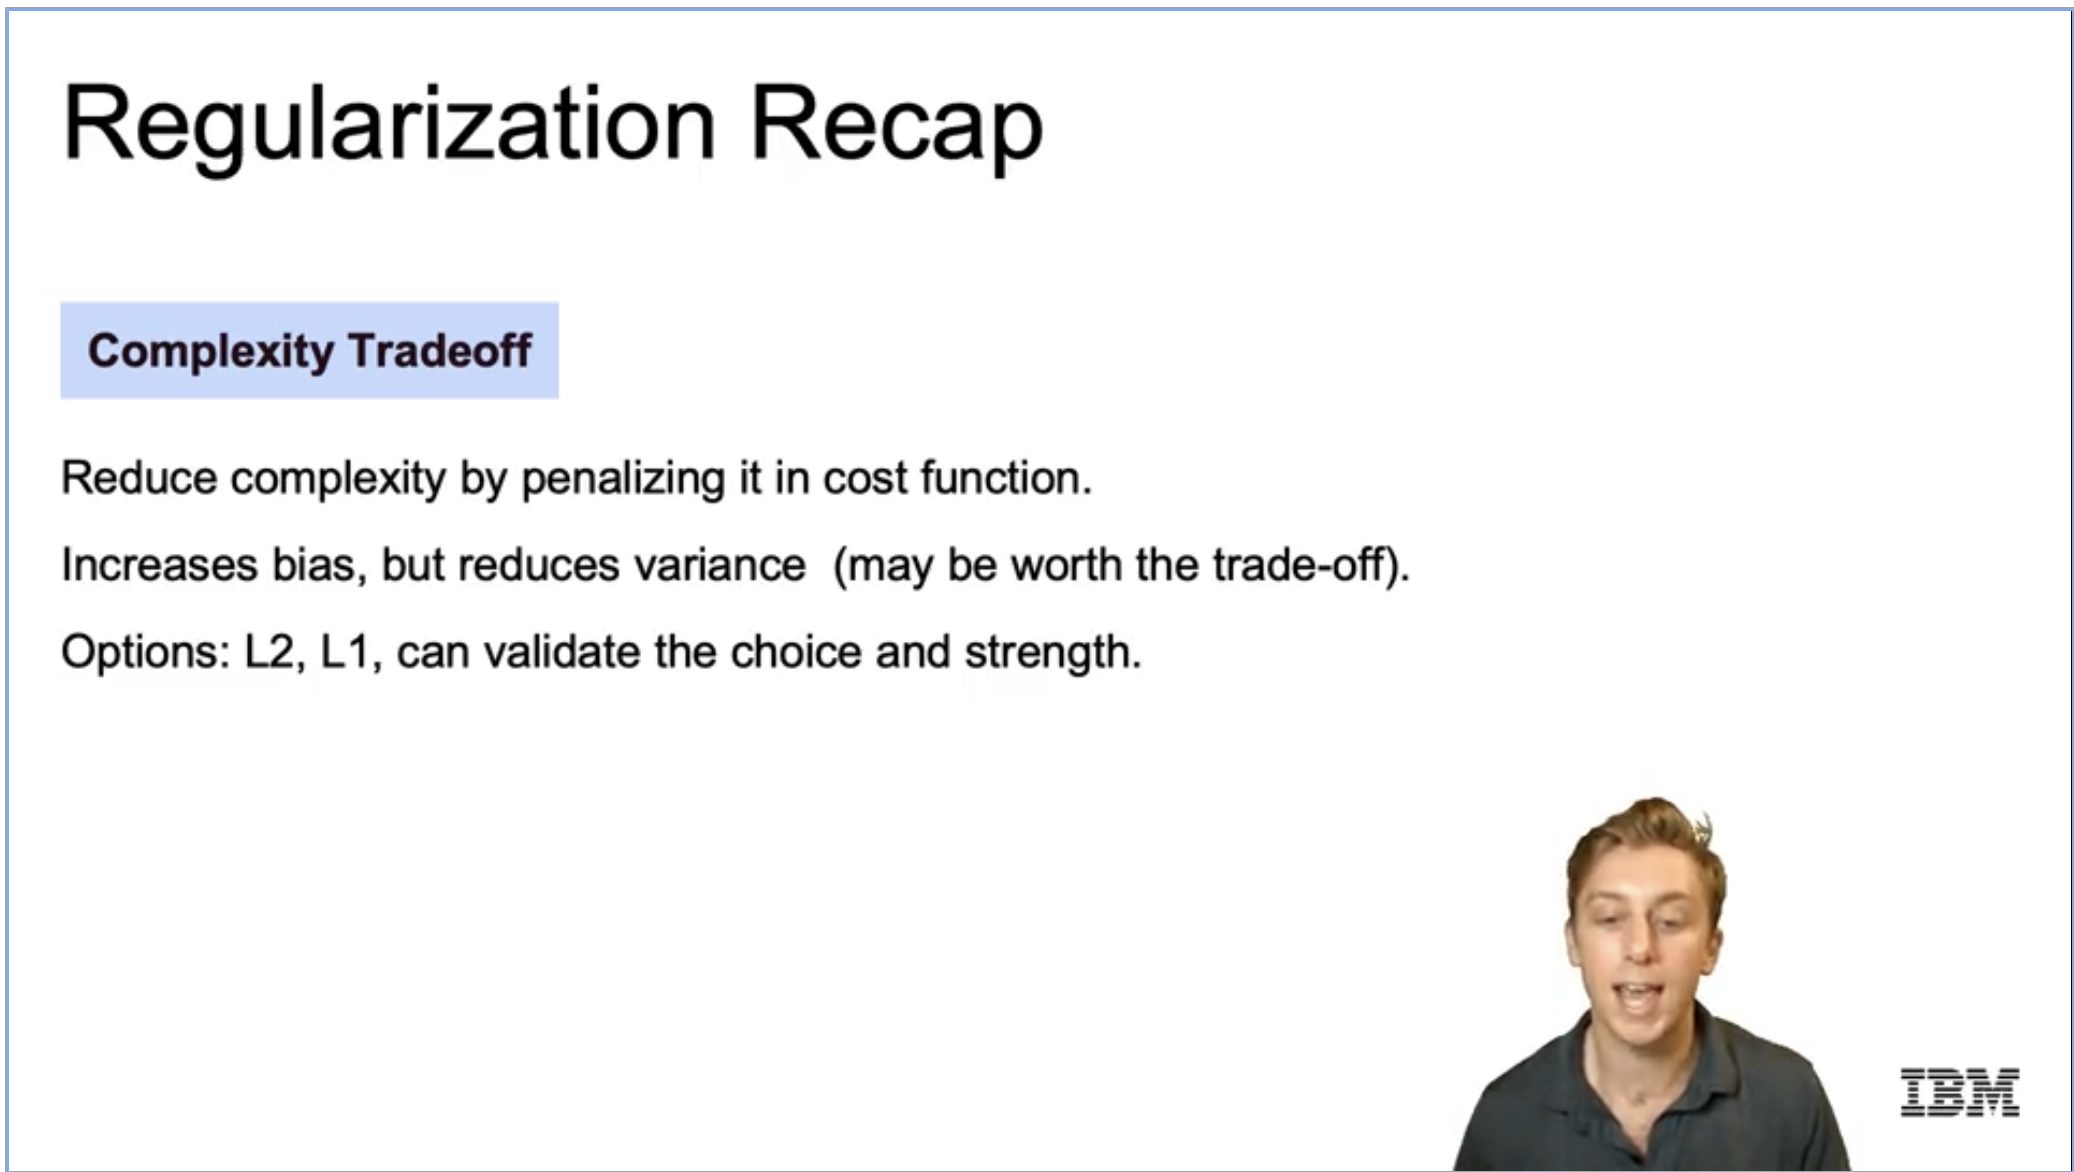 Regularization Recap
Complexity Tradeoff
Reduce complexity by penalizing it in cost function.
Increases bias, but reduces variance  (may be worth the trade-off).
Options: L2, L1, can validate the choice and strength.
IBM